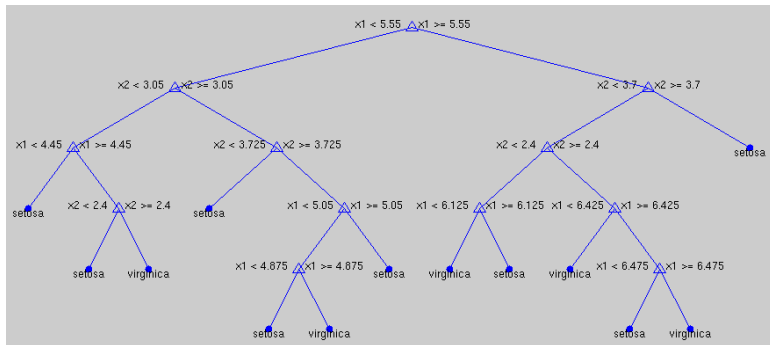 x1 < 5.55 x1 >= 5.55
x2 < 3.05 x2 >= 3.05 x2 < 3.7 x2 >= 3.7
x1 < 4.45 x1 >= 4.45 x2 < 3.725 x2 >= 3.725 x2 < 2.4 x2 >= 2.4
setosa
setosa x2 < 2.4 x2 >= 2.4 setosa x1 < 5.05 x1 >= 5.05 x1 < 6.125 x1 >= 6.125 x1 < 6.425 x1 >= 6.425
setosa virginica x1 < 4.875 x1 >= 4.875 setosa virginica setosa virginica x1 < 6.475 x1 >= 6.475
setosa virginica setosa virginica